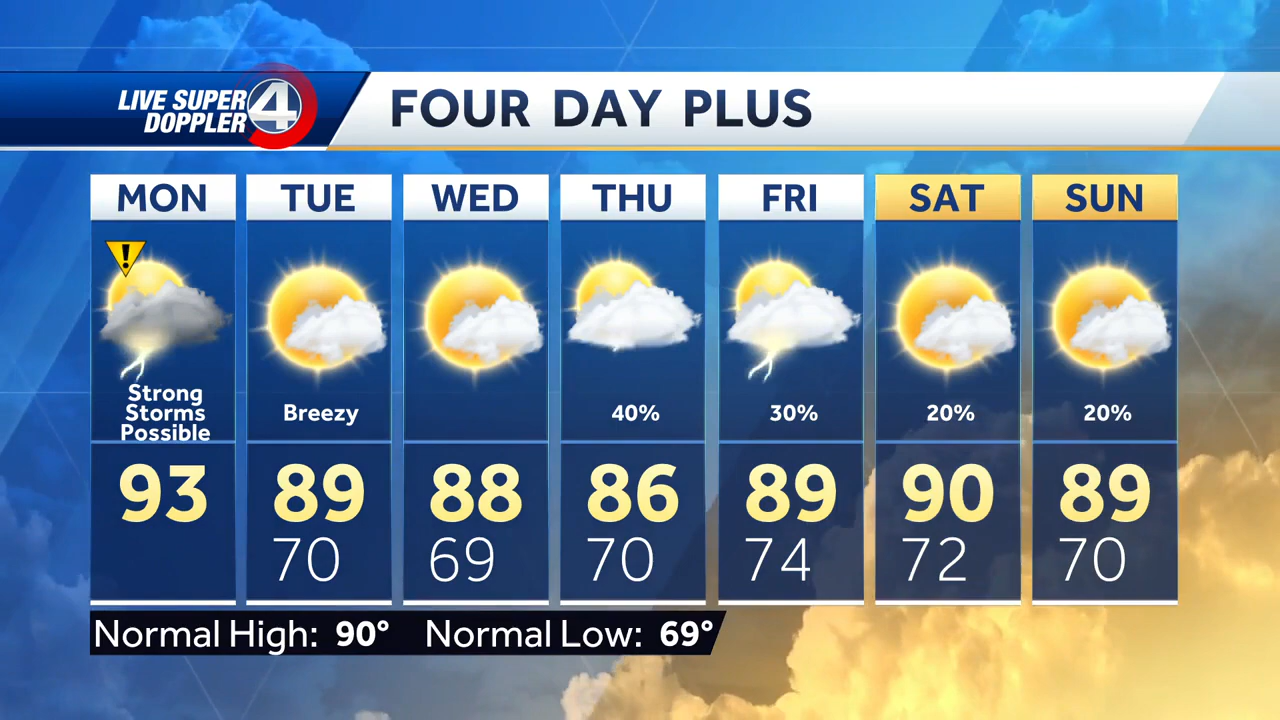 LIVE SUPER
DOPPLER 4
FOUR DAY PLUS
MON TUE WED THU FRI SAT SUN
!
Strong
Storms
Possible
Breezy 40% 30% 20% 20%
93 89 88 86 89 90 89
70 69 70 74 72 70
Normal High: 90° Normal Low: 69°